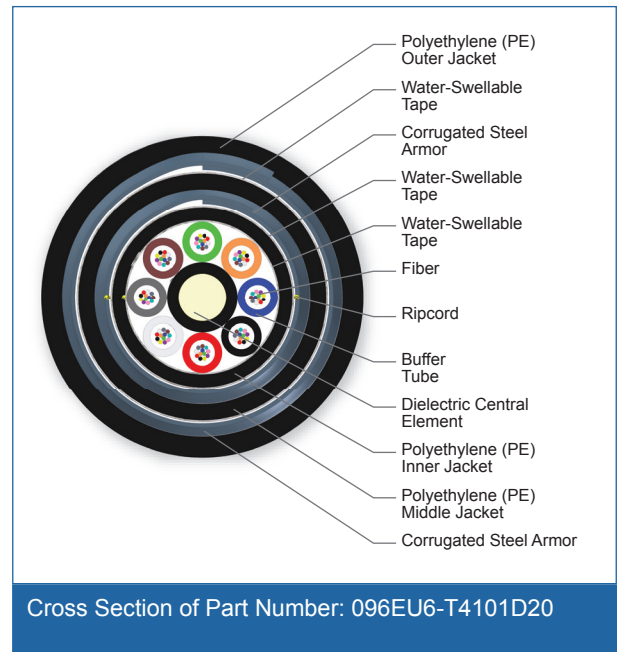 Polyethylene (PE)
Outer Jacket
Water-Swellable
Tape
Corrugated Steel
Armor
Water-Swellable
Tape
Water-Swellable
Tape
Fiber
Ripcord
Buffer
Tube
Dielectric Central
Element
Polyethylene (PE)
Inner Jacket
Polyethylene (PE)
Middle Jacket
Corrugated Steel Armor
Cross Section of Part Number: 096EU6-T4101D20